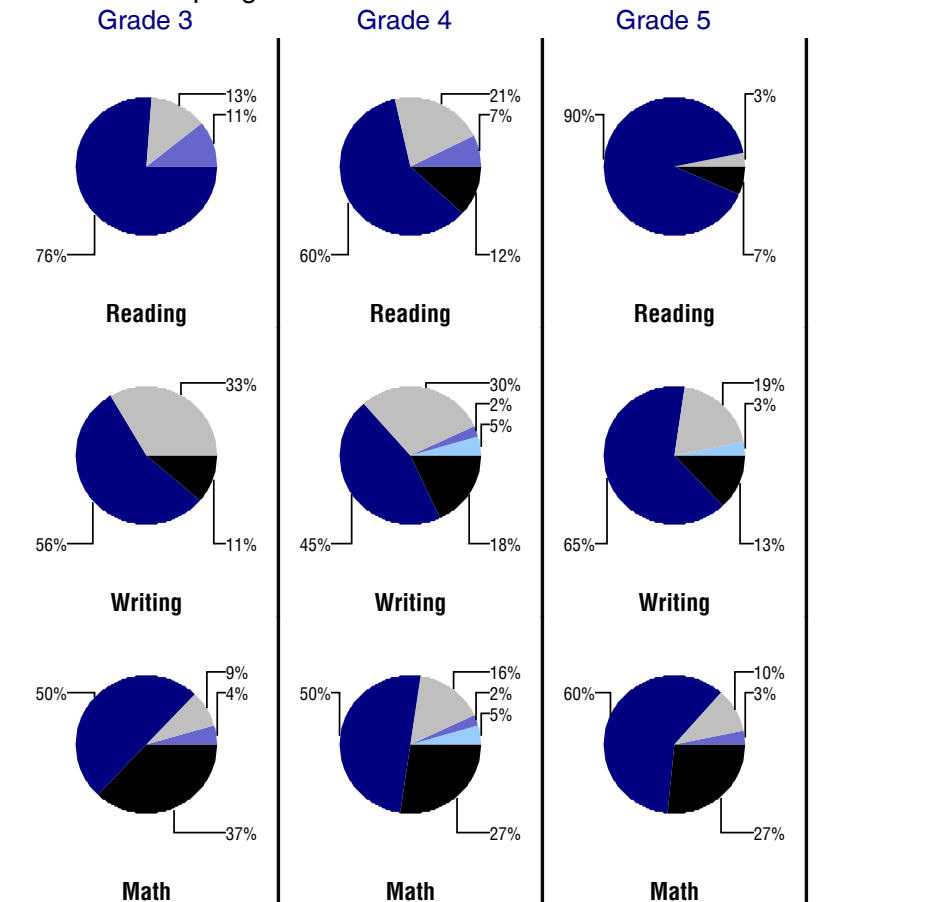 Grade 3 Grade 4 Grade 5
13% 21% 3%
11% 7% 90%
76% 60% 12% 7%
Reading Reading Reading
33% 30% 19%
2% 3%
5%
56% 11% 45% 18% 65% 13%
Writing Writing Writing
9% 16% 10%
50% 4% 50% 2% 60% 3%
5%
37% 27% 27%
Math Math Math